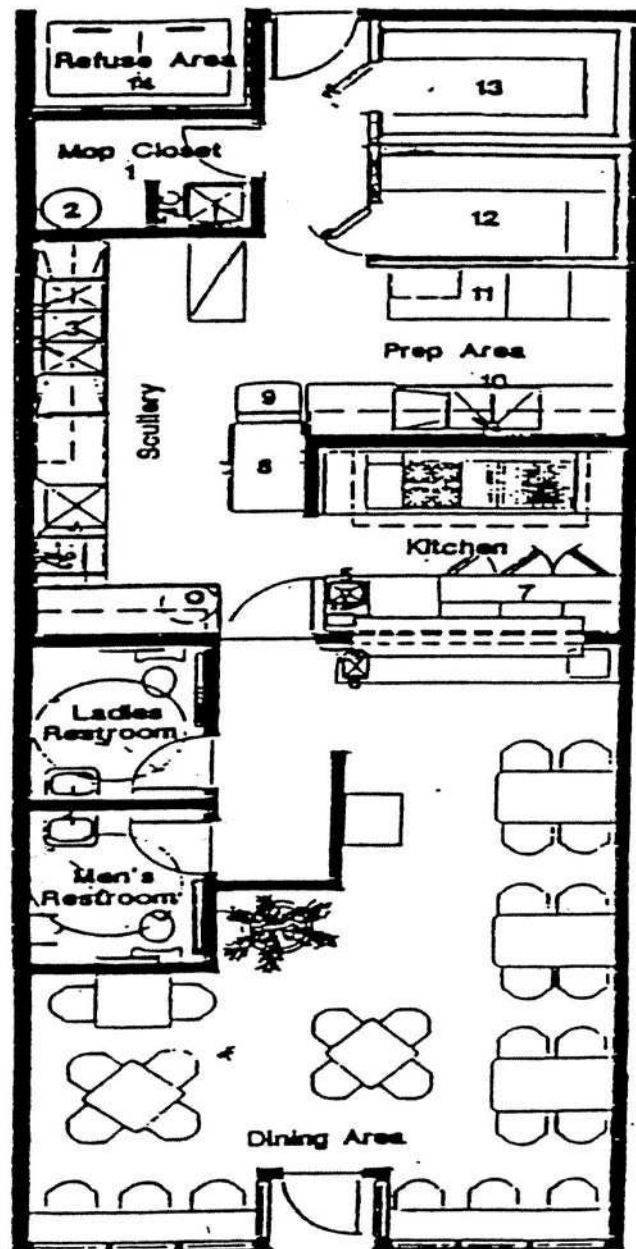 Refuse Area
14
13
Mop Closet
1
2
12
11
3
Prep Area
10
Scullery
9
8
Kitchen
7
Ladies
Restroom
Men's
Restroom
Dining Area